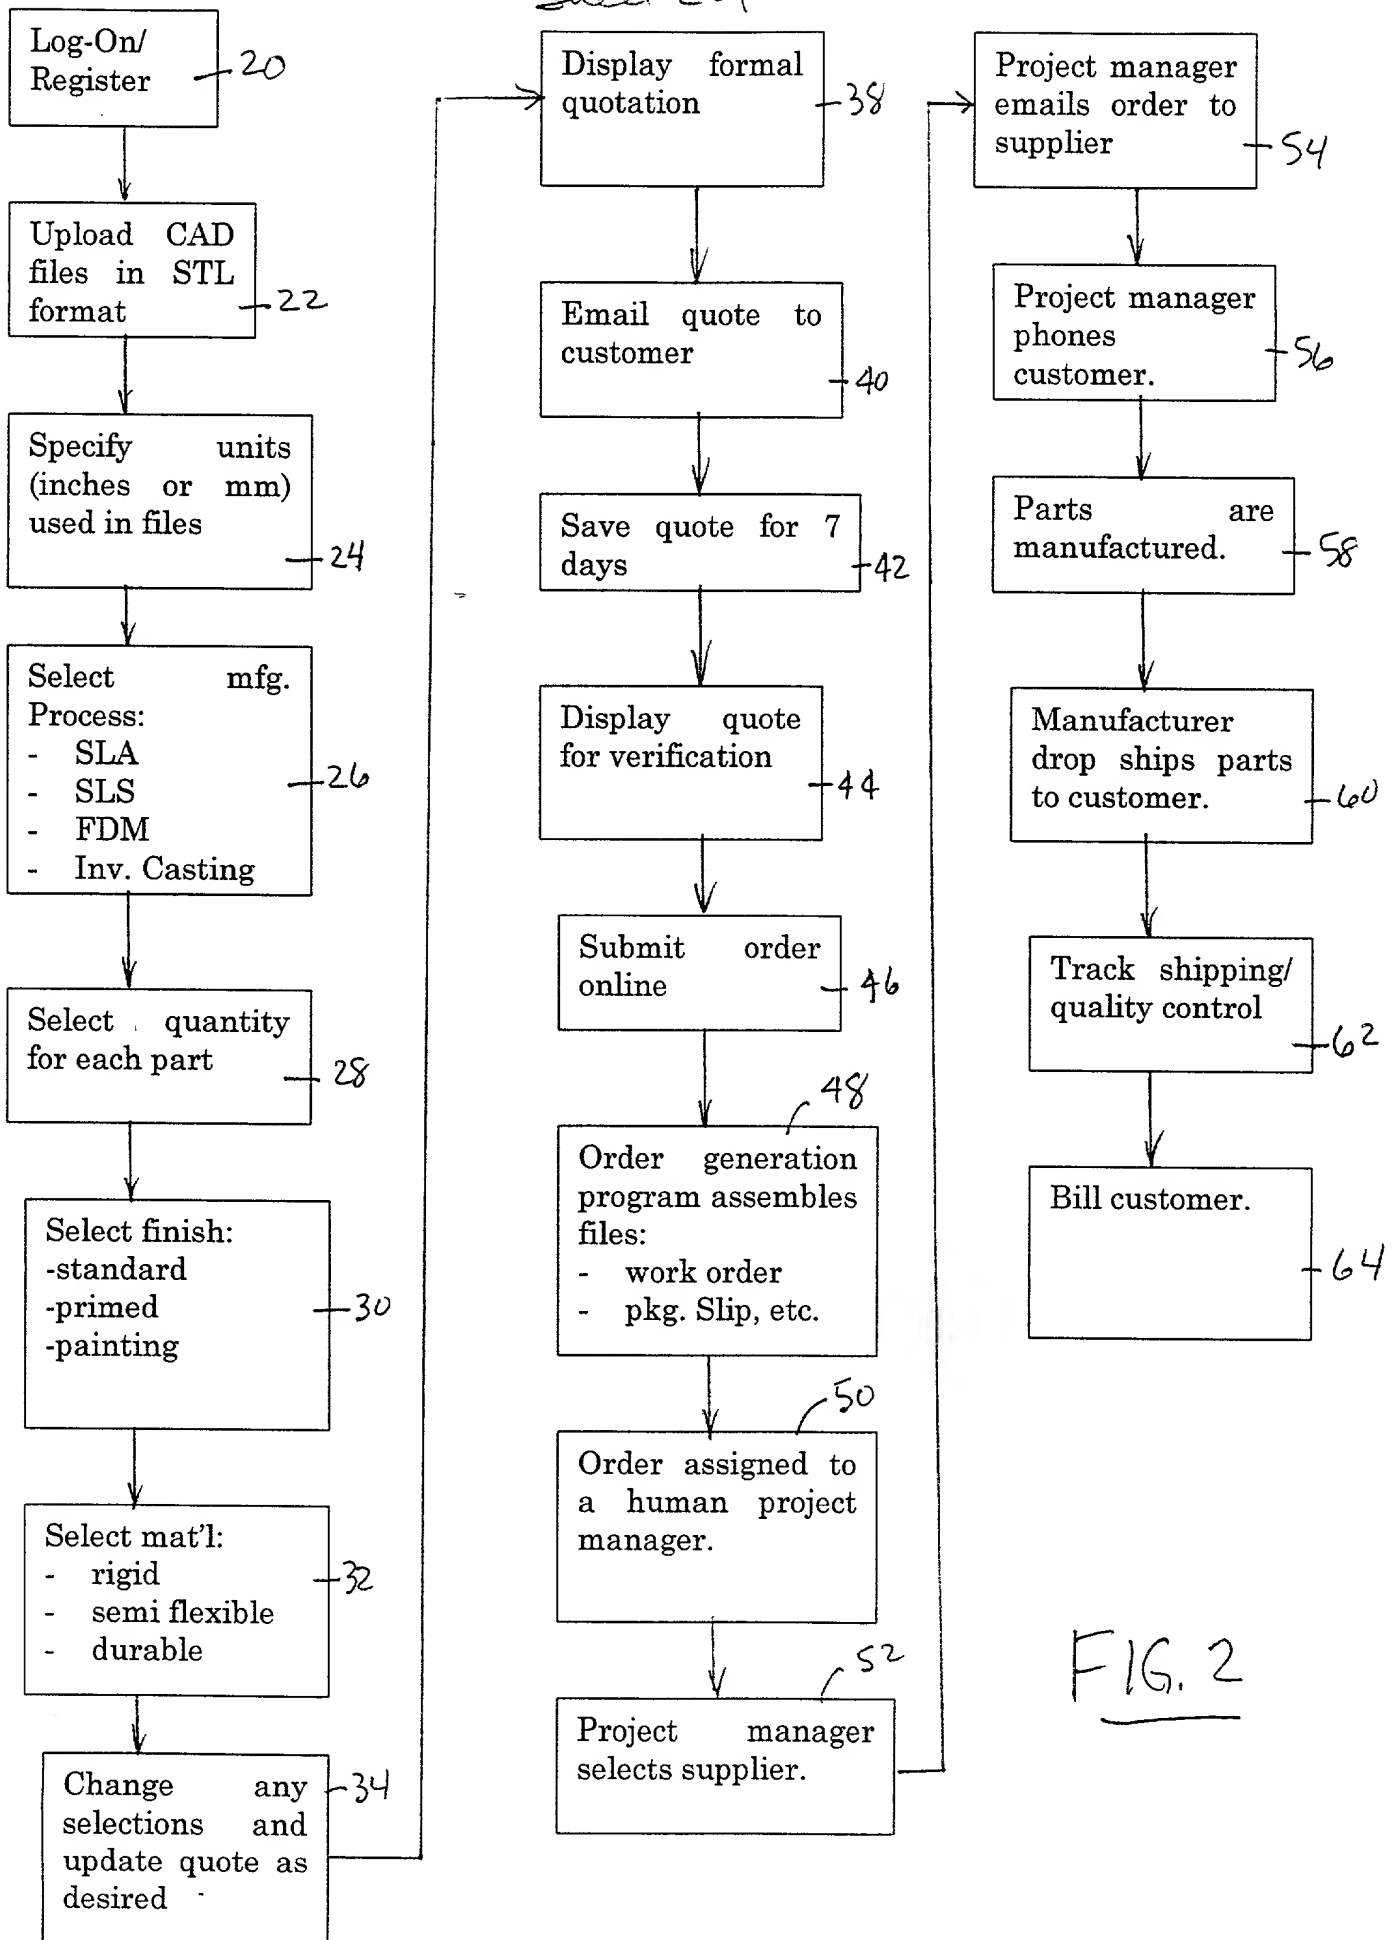 Log-On/
Register
20
Upload CAD
files in STL
format
22
Specify units
(inches or mm)
used in files
24
Select mfg.
Process:
- SLA
- SLS
- FDM
- Inv. Casting
26
Select quantity
for each part
28
Select finish:
-standard
-primed
-painting
30
Select mat'l:
- rigid
- semi flexible
- durable
32
Change any
selections and
update quote as
desired
34
Display formal
quotation
38
Email quote to
customer
40
Save quote for 7
days
42
Display quote
for verification
44
Submit order
online
46
48
Order generation
program assembles
files:
- work order
- pkg. Slip, etc.
50
Order assigned to
a human project
manager.
52
Project manager
selects supplier.
Project manager
emails order to
supplier
54
Project manager
phones
customer.
56
Parts are
manufactured.
58
Manufacturer
drop ships parts
to customer.
60
Track shipping/
quality control
62
Bill customer.
64
FIG. 2